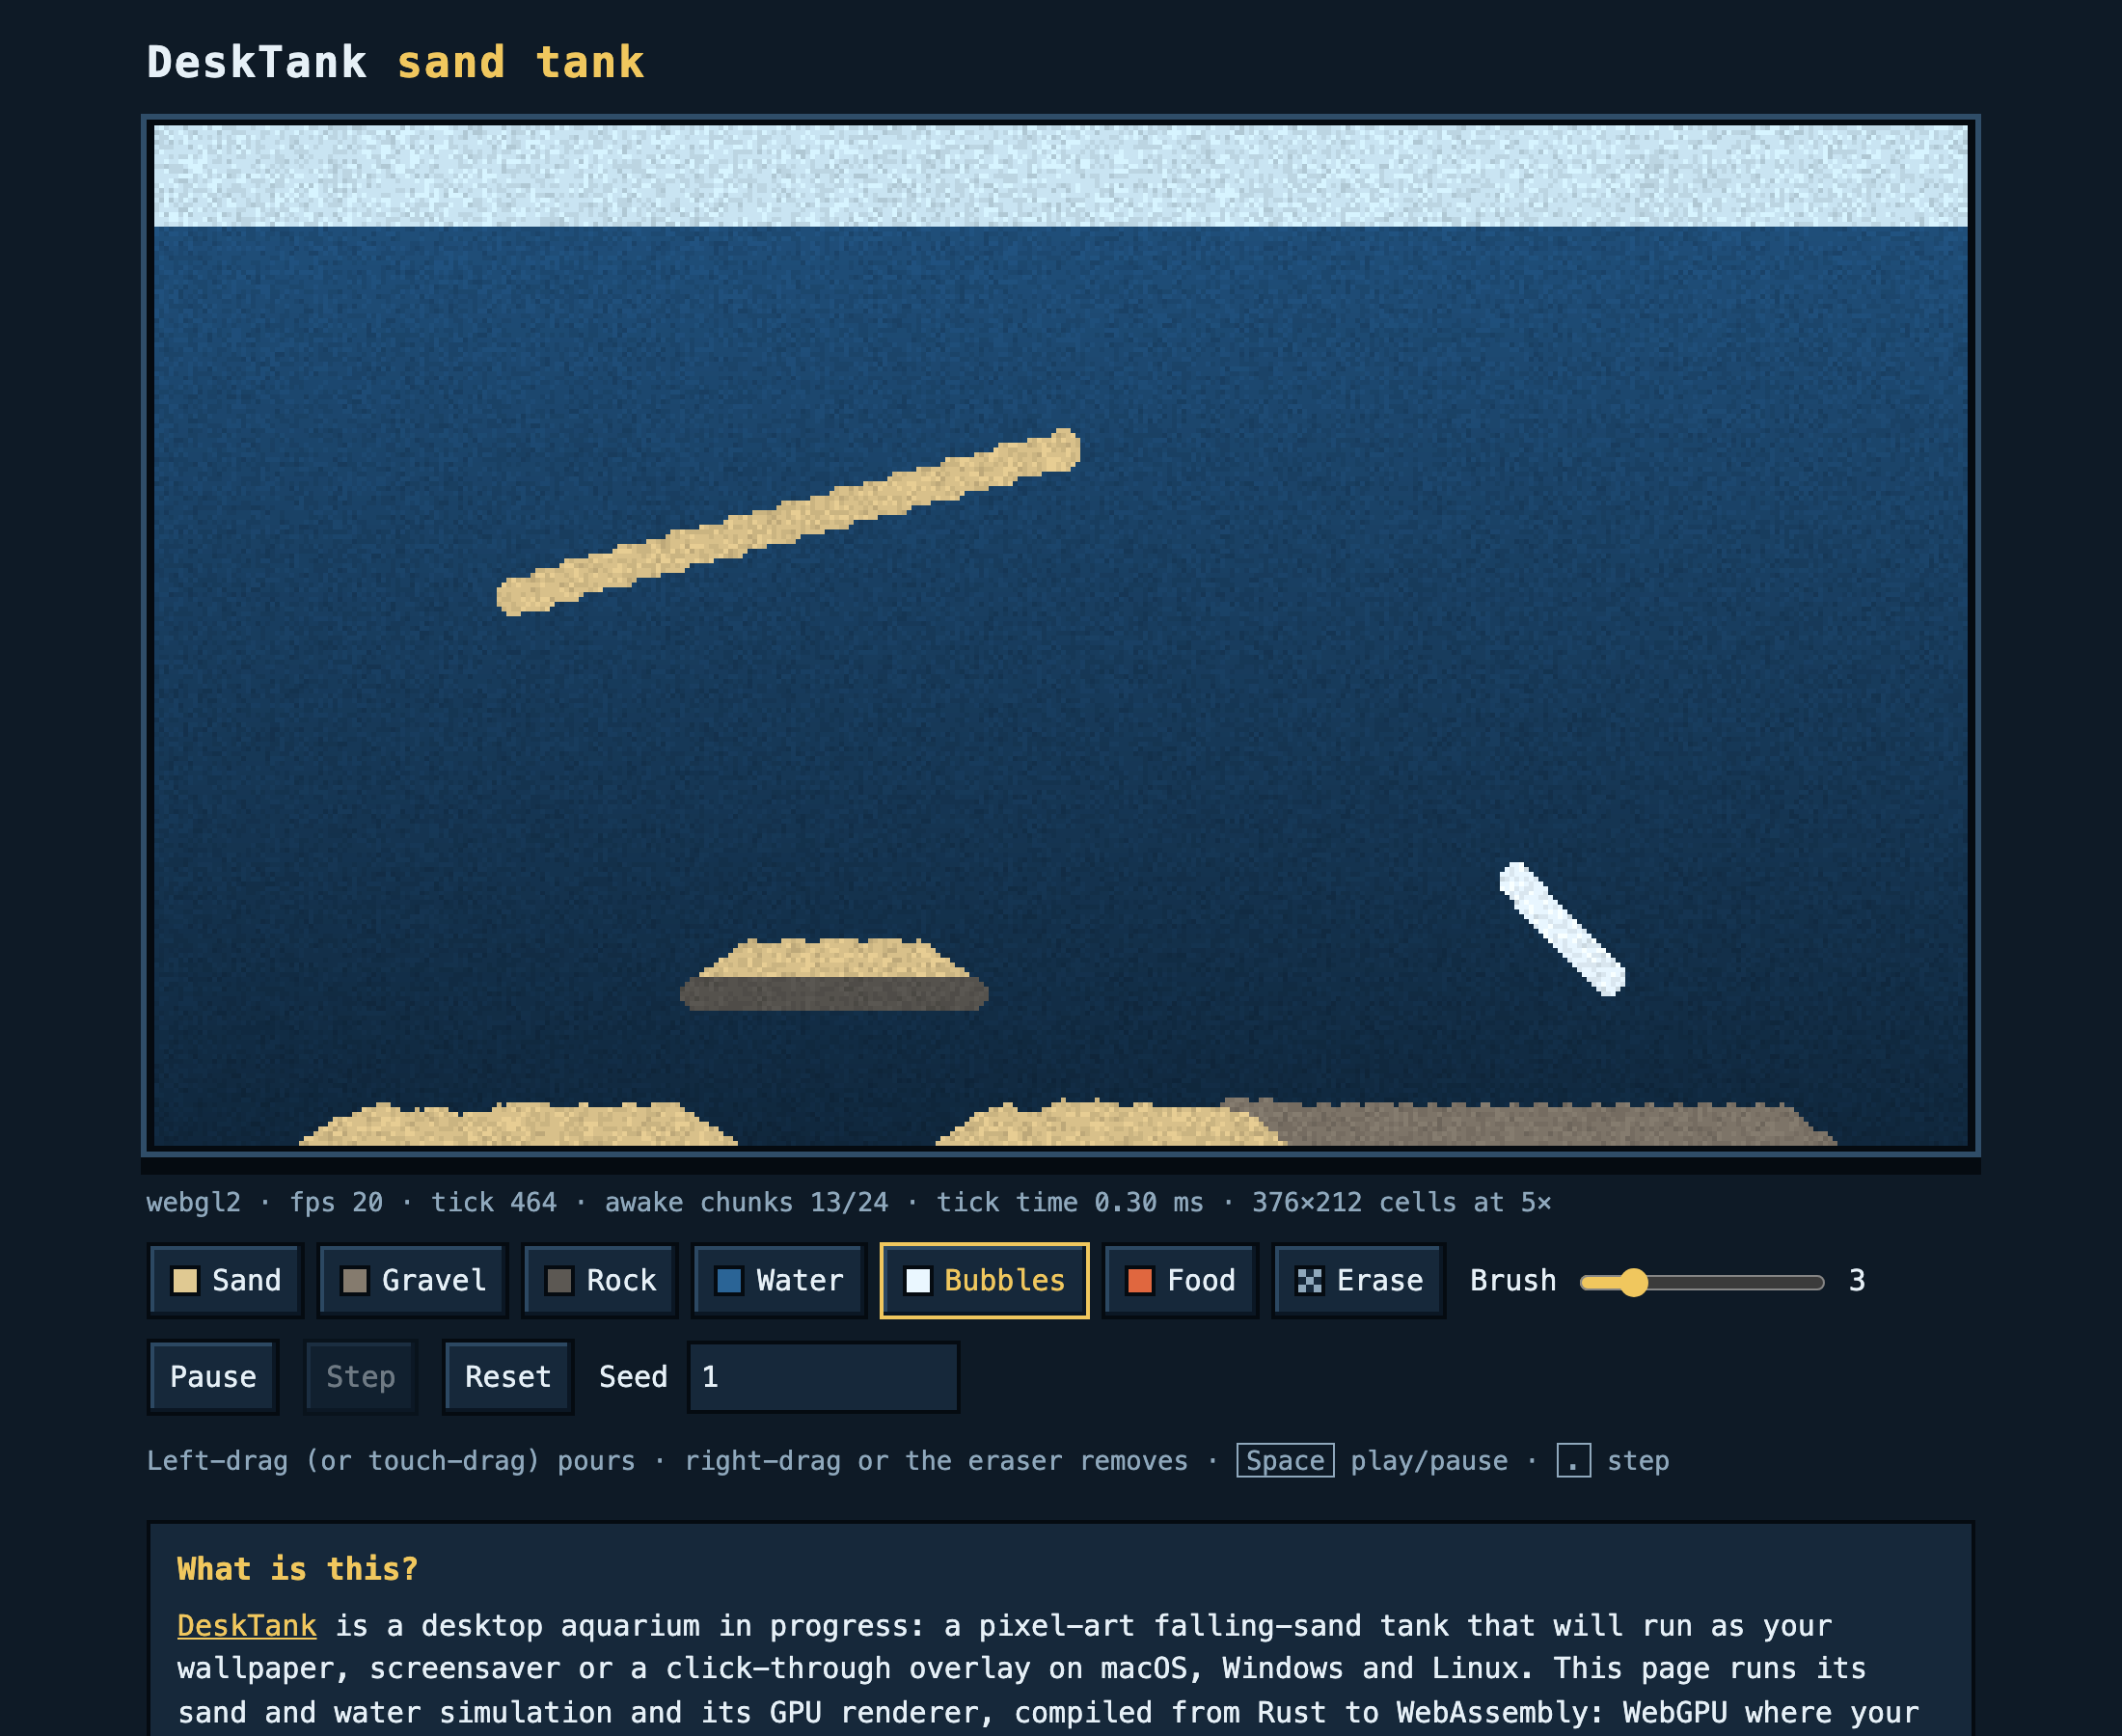 DeskTank sand tank
webgl2 · fps 20 · tick 464 · awake chunks 13/24 · tick time 0.30 ms · 376×212 cells at 5×
Sand Gravel Rock Water Bubbles Food Erase Brush 3
Pause Step Reset Seed 1
Left-drag (or touch-drag) pours · right-drag or the eraser removes · Space play/pause · . step
What is this?
DeskTank is a desktop aquarium in progress: a pixel-art falling-sand tank that will run as your
wallpaper, screensaver or a click-through overlay on macOS, Windows and Linux. This page runs its
sand and water simulation and its GPU renderer, compiled from Rust to WebAssembly: WebGPU where your